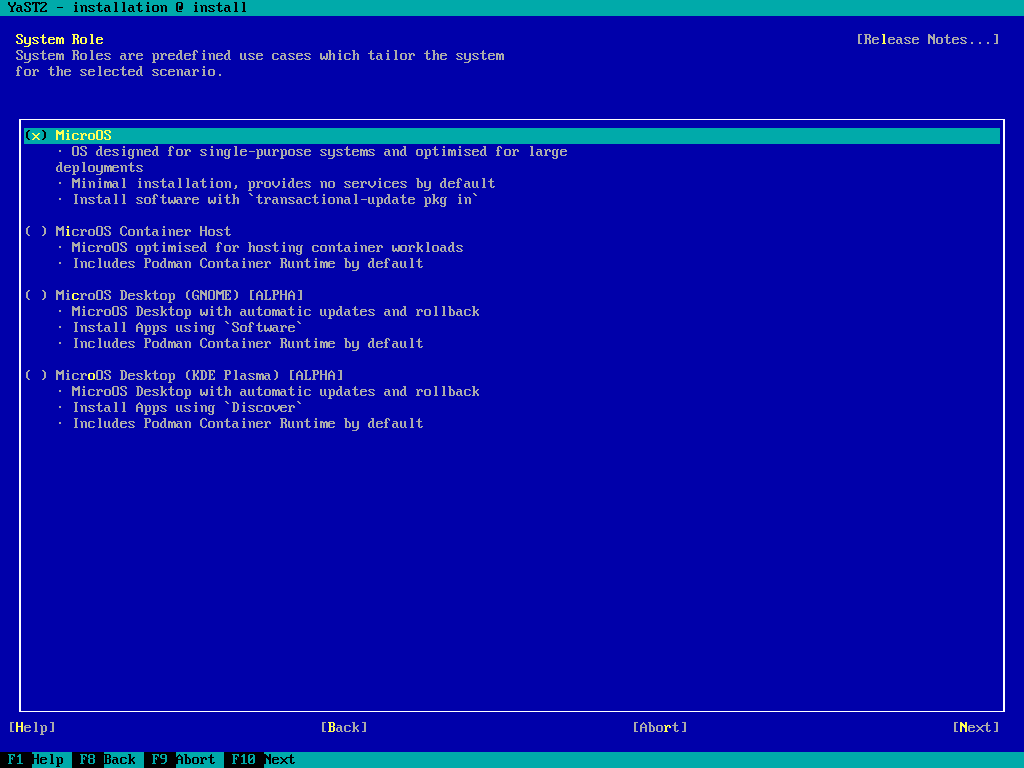 YaST2 - installation @ install
System Role [Release Notes...]
System Roles are predefined use cases which tailor the system
for the selected scenario.
(x) MicroOS
· OS designed for single-purpose systems and optimised for large
deployments
· Minimal installation, provides no services by default
· Install software with `transactional-update pkg in`
( ) MicroOS Container Host
· MicroOS optimised for hosting container workloads
· Includes Podman Container Runtime by default
( ) MicroOS Desktop (GNOME) [ALPHA]
· MicroOS Desktop with automatic updates and rollback
· Install Apps using `Software`
· Includes Podman Container Runtime by default
( ) MicroOS Desktop (KDE Plasma) [ALPHA]
· MicroOS Desktop with automatic updates and rollback
· Install Apps using `Discover`
· Includes Podman Container Runtime by default
[Help] [Back] [Abort] [Next]
F1 Help F8 Back F9 Abort F10 Next